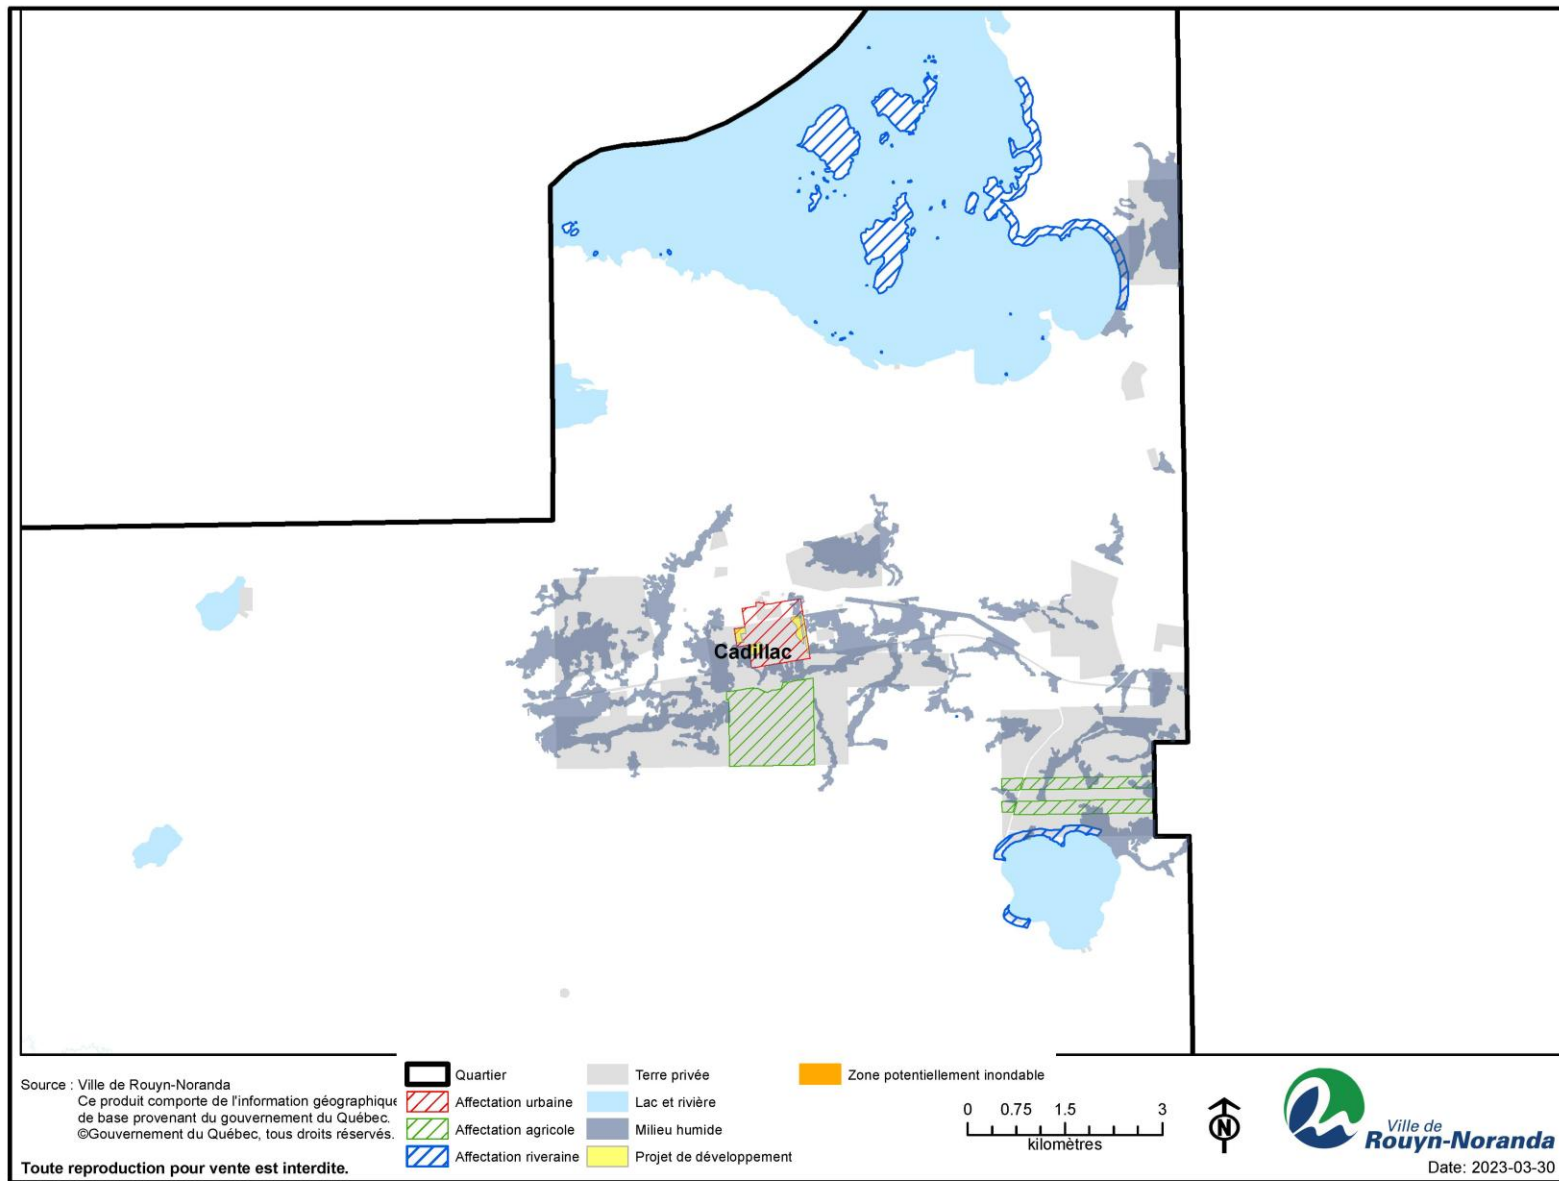 Cadillac
Source : Ville de Rouyn-Noranda
Ce produit comporte de l'information géographique
de base provenant du gouvernement du Québec.
©Gouvernement du Québec, tous droits réservés.
Toute reproduction pour vente est interdite.
Quartier
Affectation urbaine
Affectation agricole
Affectation riveraine
Terre privée
Lac et rivière
Milieu humide
Projet de développement
Zone potentiellement inondable
0 0.75 1.5 3
kilomètres
N
Ville de
Rouyn-Noranda
Date: 2023-03-30